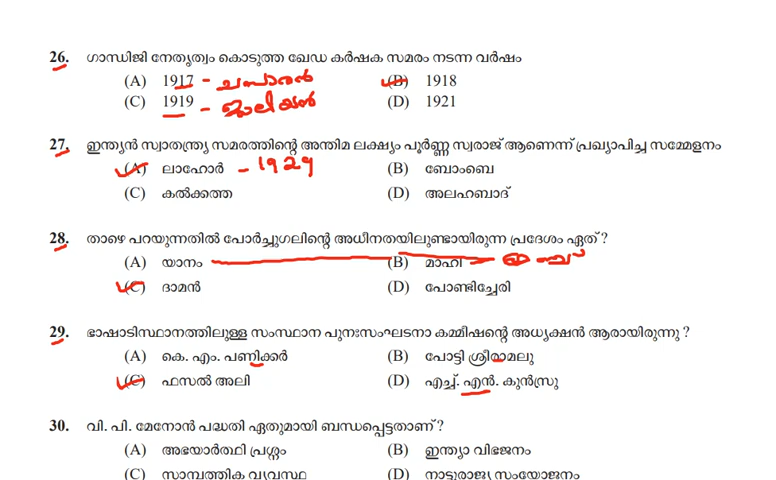 26. ഗാന്ധിജി നേതൃത്വം കൊടുത്ത ഖേഡ കർഷക സമരം നടന്ന വർഷം
(A) 1917 - ചമ്പാരൻ (B) 1918
(C) 1919 - ജാലിയൻ (D) 1921
27. ഇന്ത്യൻ സ്വാതന്ത്ര്യ സമരത്തിന്റെ അന്തിമ ലക്ഷ്യം പൂർണ്ണ സ്വരാജ് ആണെന്ന് പ്രഖ്യാപിച്ച സമ്മേളനം
(A) ലാഹോർ - 1929 (B) ബോംബെ
(C) കൽക്കത്ത (D) അലഹബാദ്
28. താഴെ പറയുന്നതിൽ പോർച്ചുഗലിന്റെ അധീനതയിലുണ്ടായിരുന്ന പ്രദേശം ഏത് ?
(A) യാനം (B) മാഹി
(C) ദാമൻ (D) പോണ്ടിച്ചേരി
29. ഭാഷാടിസ്ഥാനത്തിലുള്ള സംസ്ഥാന പുനഃസംഘടനാ കമ്മീഷന്റെ അധ്യക്ഷൻ ആരായിരുന്നു ?
(A) കെ. എം. പണിക്കർ (B) പോട്ടി ശ്രീരാമലു
(C) ഫസൽ അലി (D) എച്ച്. എൻ. കുൻസ്രു
30. വി. പി. മേനോൻ പദ്ധതി ഏതുമായി ബന്ധപ്പെട്ടതാണ് ?
(A) അഭയാർത്ഥി പ്രശ്നം (B) ഇന്ത്യാ വിഭജനം
(C) സാമ്പത്തിക വ്യവസ്ഥ (D) നാട്ടുരാജ്യ സംയോജനം